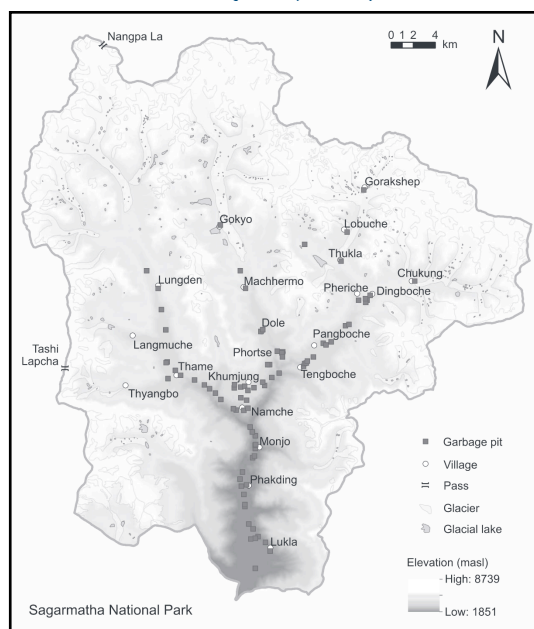 Nangpa La
0 1 2 4
km
N
Gorakshep
Gokyo
Lobuche
Thukla
Chukung
Lungden
Machhermo
Pheriche
Dingboche
Dole
Pangboche
Langmuche
Phortse
Tashi
Lapcha
Thame
Khumjung
Tengboche
Thyangbo
Namche
Monjo
Phakding
Lukla
Garbage pit
Village
Pass
Glacier
Glacial lake
Elevation (masl)
High: 8739
Low: 1851
Sagarmatha National Park